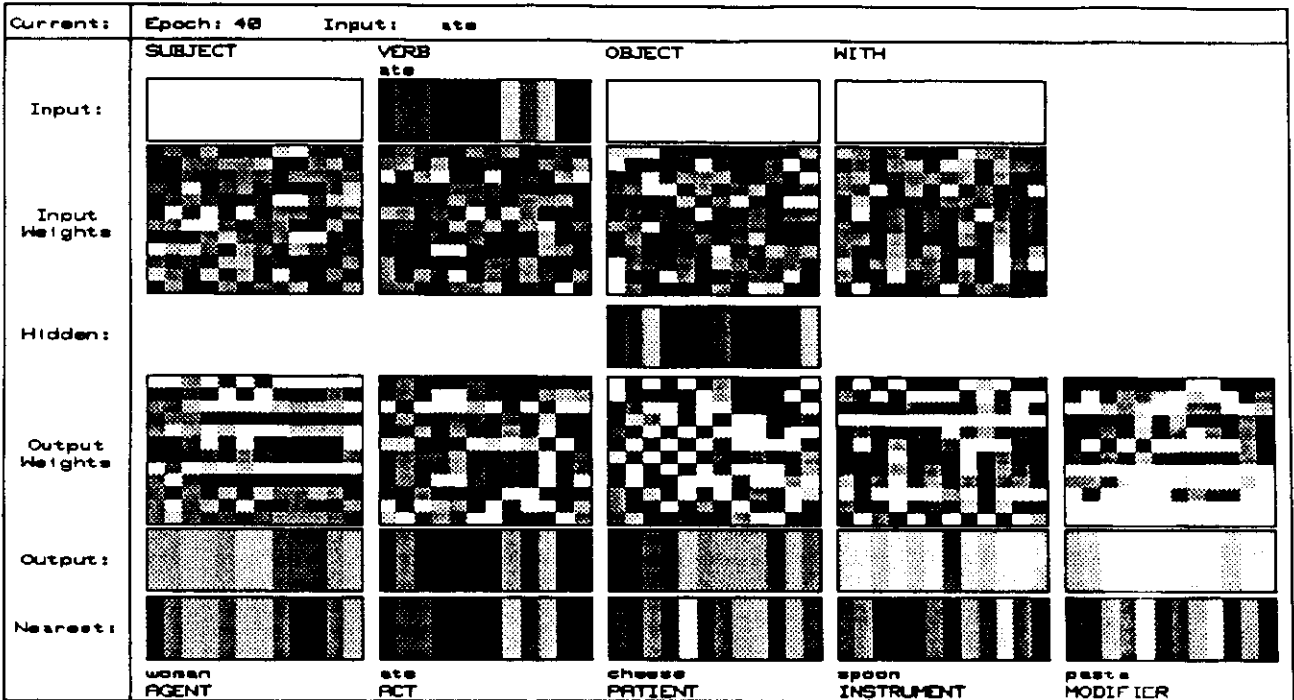 Current: Epoch: 40 Input: ate
SUBJECT VERB OBJECT WITH
ate
Input:
Input
Weights
Hidden:
Output
Weights
Output:
Nearest:
woman ate cheese spoon pasta
AGENT ACT PATIENT INSTRUMENT MODIFIER